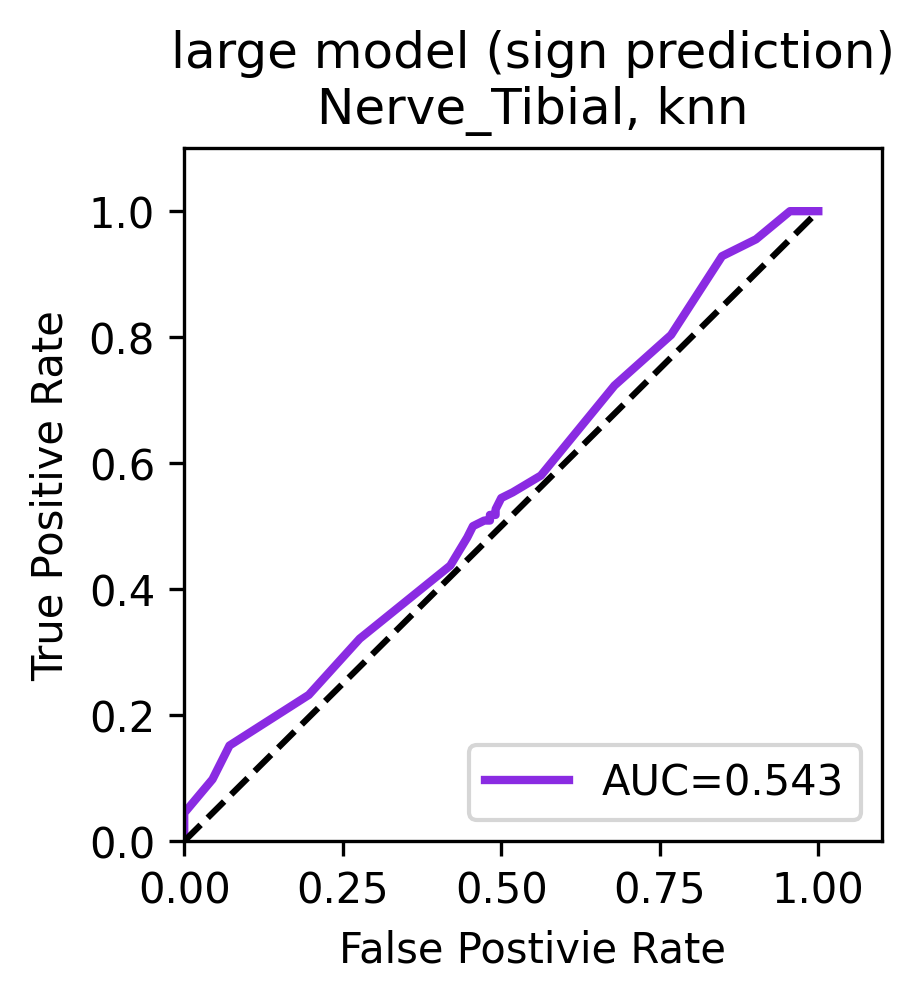 large model (sign prediction)
Nerve_Tibial, knn
1.0
0.8
0.6
0.4
0.2
0.0
True Positive Rate
AUC=0.543
0.00 0.25 0.50 0.75 1.00
False Postivie Rate